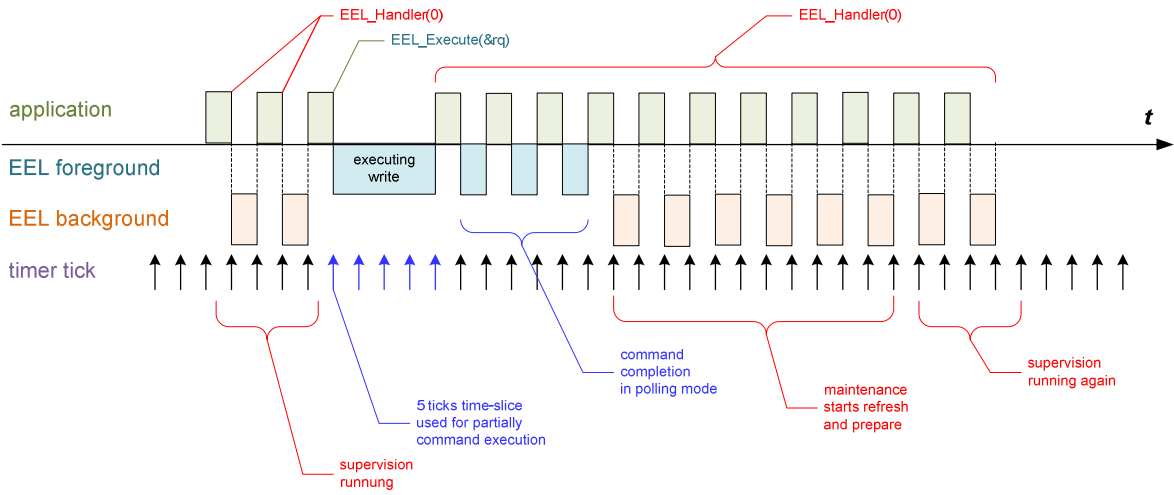 EEL_Handler(0)
EEL_Execute(&rq)
EEL_Handler(0)
application
t
EEL foreground
executing
write
EEL background
timer tick
command
completion
in polling mode
supervision
running again
maintenance
starts refresh
and prepare
5 ticks time-slice
used for partially
command execution
supervision
runnung